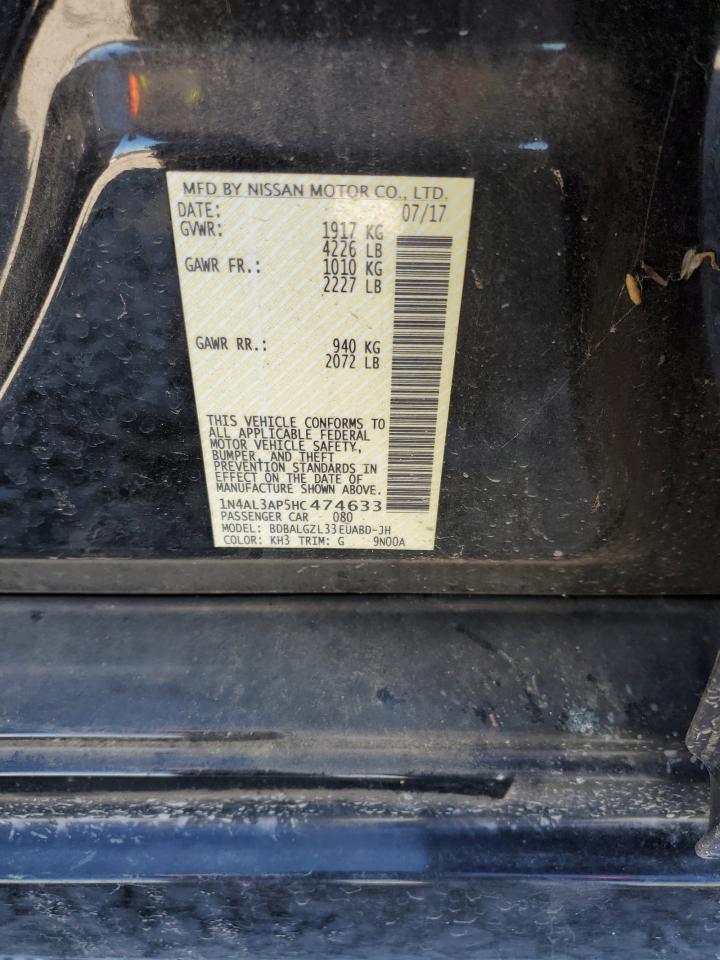 MFD BY NISSAN MOTOR CO., LTD.
DATE: 07/17
GVWR: 1917 KG
4226 LB
GAWR FR.: 1010 KG
2227 LB
GAWR RR.: 940 KG
2072 LB
THIS VEHICLE CONFORMS TO
ALL APPLICABLE FEDERAL
MOTOR VEHICLE SAFETY,
BUMPER, AND THEFT
PREVENTION STANDARDS IN
EFFECT ON THE DATE OF
MANUFACTURE SHOWN ABOVE.
1N4AL3AP5HC474633
PASSENGER CAR 080
MODEL: BDBALGZL33EUABD-JH
COLOR: KH3 TRIM: G 9N00A